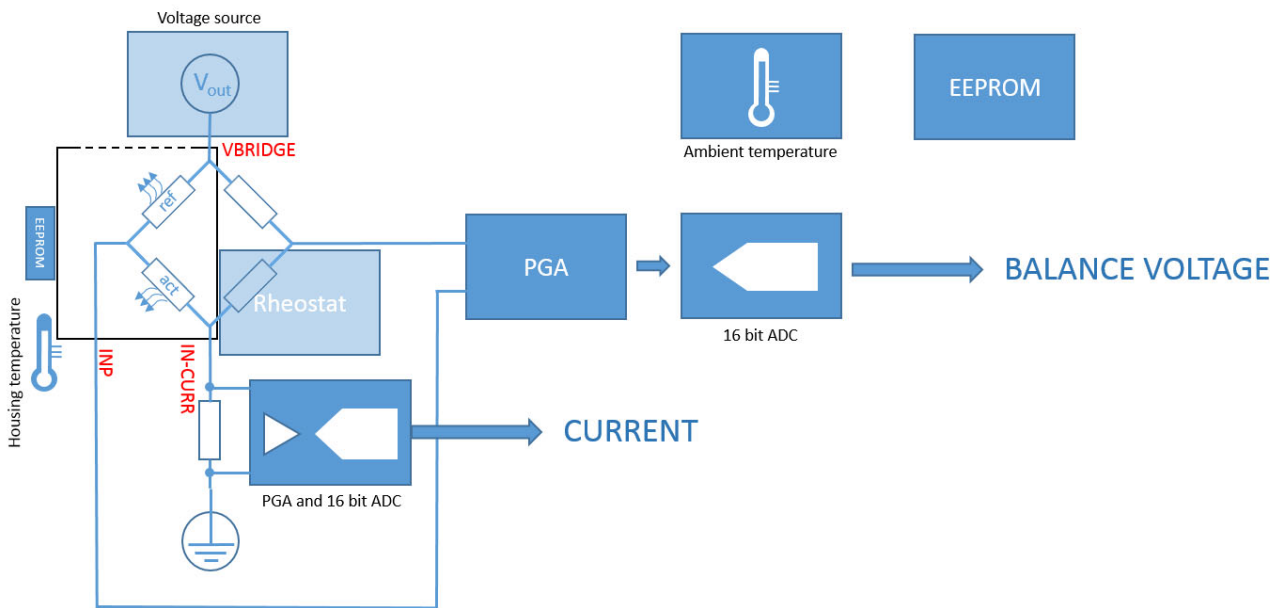 Voltage source
Vout
VBRIDGE
ref
act
EEPROM
Housing temperature
INP
IN-CURR
Rheostat
PGA
16 bit ADC
BALANCE VOLTAGE
Ambient temperature
EEPROM
CURRENT
PGA and 16 bit ADC